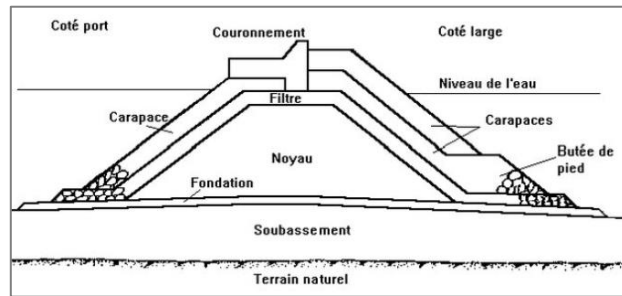 Coté port
Couronnement
Coté large
Niveau de l'eau
Filtre
Carapace
Carapaces
Noyau
Butée de
pied
Fondation
Soubassement
Terrain naturel